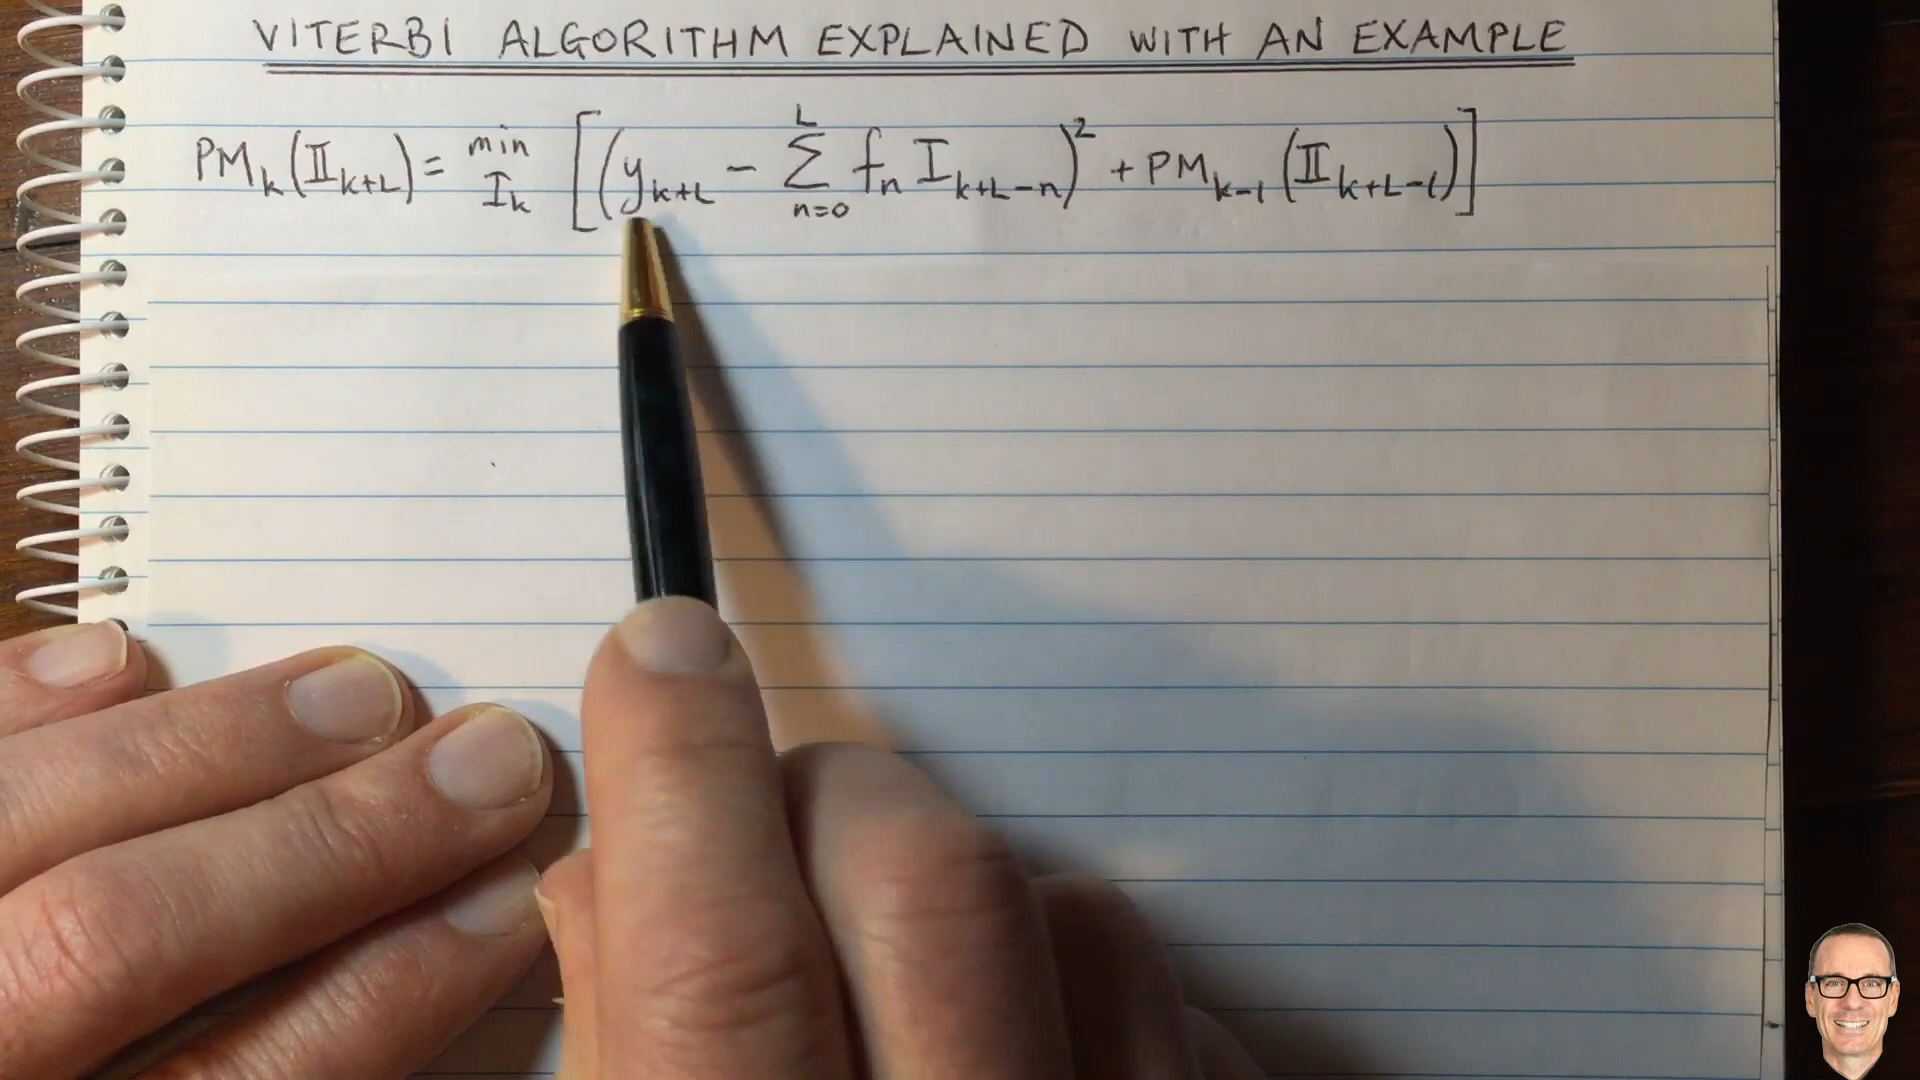 VITERBI ALGORITHM EXPLAINED WITH AN EXAMPLE
PM_k(𝕀_{k+L}) = min_{I_k} [(y_{k+L} - ∑_{n=0}^{L} f_n I_{k+L-n})^2 + PM_{k-1}(𝕀_{k+L-1})]